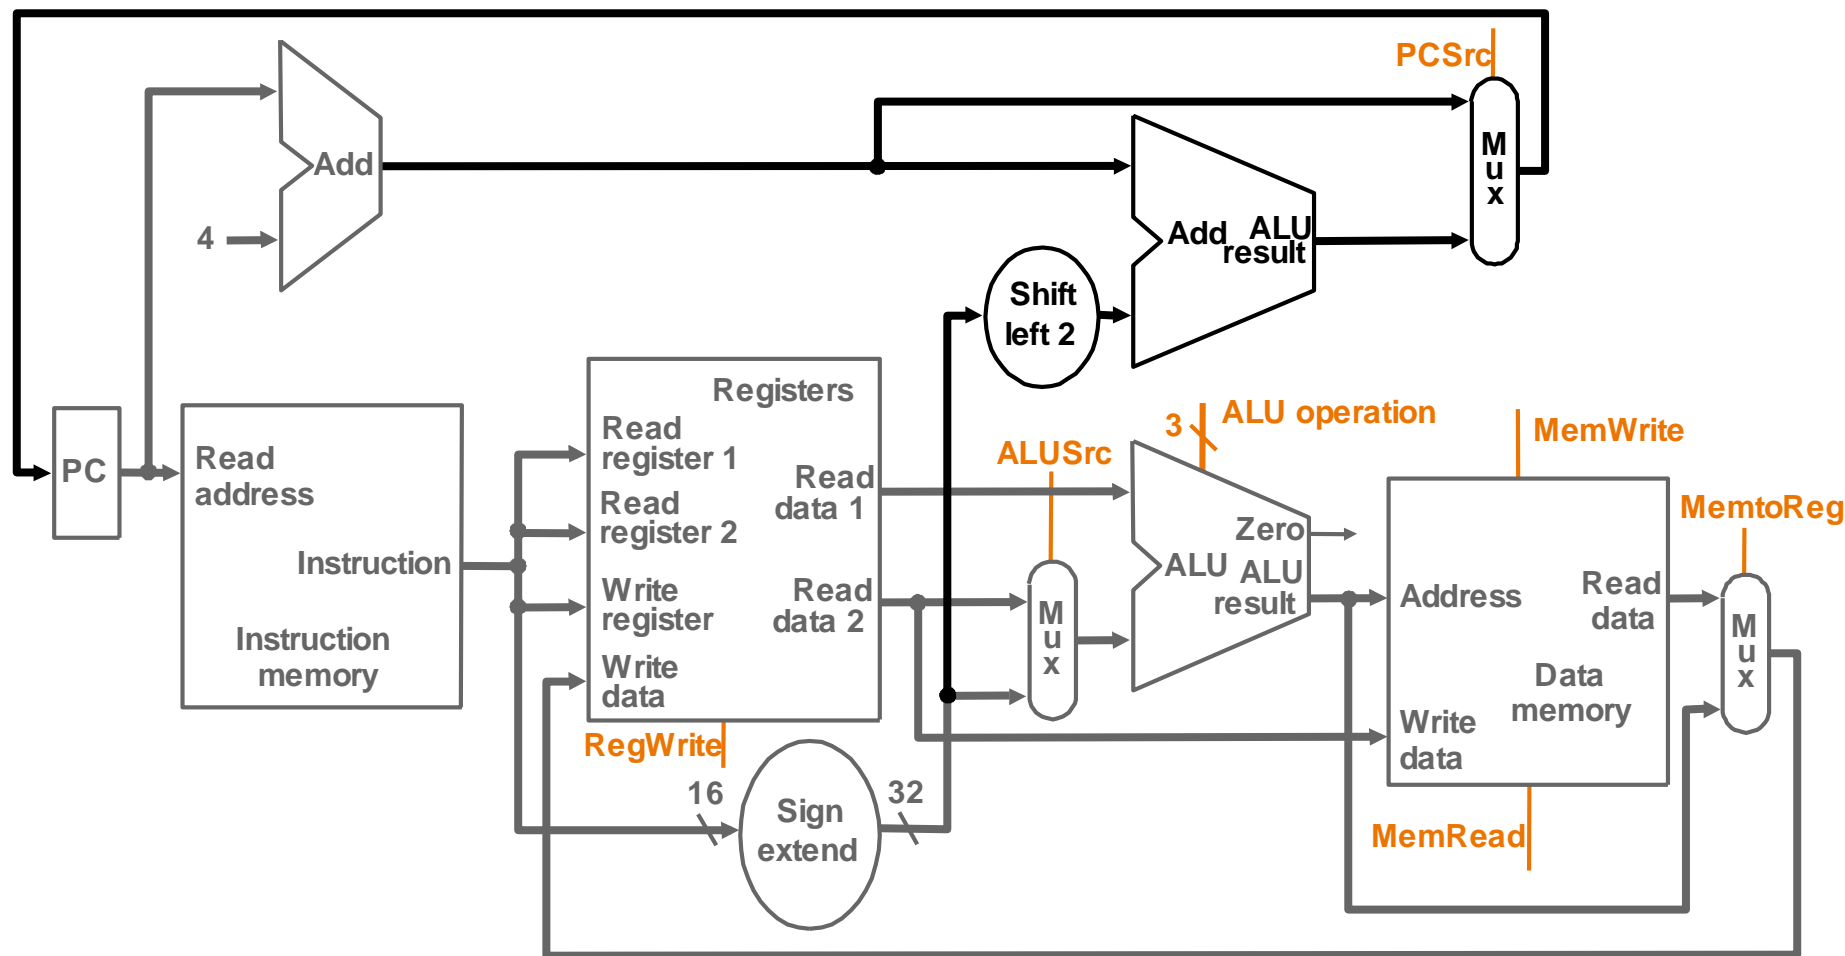 PCSrc
M
u
x
Add
4
Add
ALU
result
Shift
left 2
PC
Read
address
Instruction
Instruction
memory
Registers
Read
register 1
Read
register 2
Write
register
Write
data
Read
data 1
Read
data 2
RegWrite
16
Sign
extend
32
ALUSrc
M
u
x
3
ALU operation
Zero
ALU
ALU
result
MemWrite
Address
Read
data
Data
memory
Write
data
MemRead
MemtoReg
M
u
x